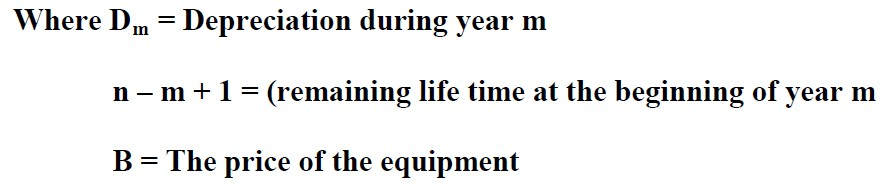 Where Dm = Depreciation during year m
n – m + 1 = (remaining life time at the beginning of year m
B = The price of the equipment